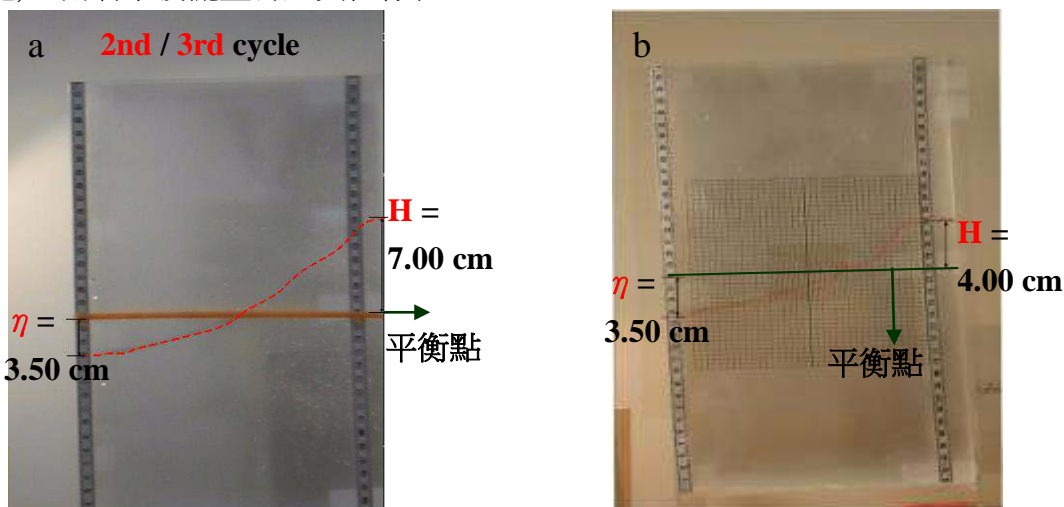 a
2nd / 3rd cycle
H =
7.00 cm
η =
3.50 cm
平衡點
b
H =
4.00 cm
η =
3.50 cm
平衡點